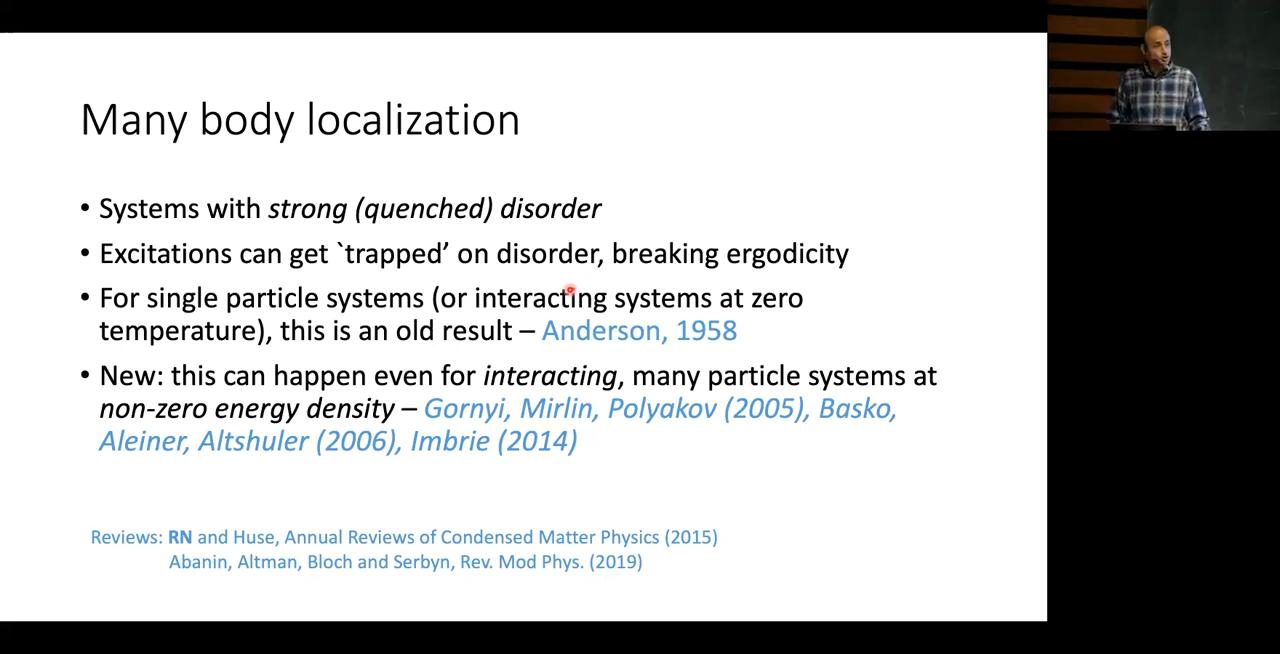 Many body localization
• Systems with strong (quenched) disorder
• Excitations can get `trapped’ on disorder, breaking ergodicity
• For single particle systems (or interacting systems at zero
temperature), this is an old result – Anderson, 1958
• New: this can happen even for interacting, many particle systems at
non-zero energy density – Gornyi, Mirlin, Polyakov (2005), Basko,
Aleiner, Altshuler (2006), Imbrie (2014)
Reviews: RN and Huse, Annual Reviews of Condensed Matter Physics (2015)
Abanin, Altman, Bloch and Serbyn, Rev. Mod Phys. (2019)